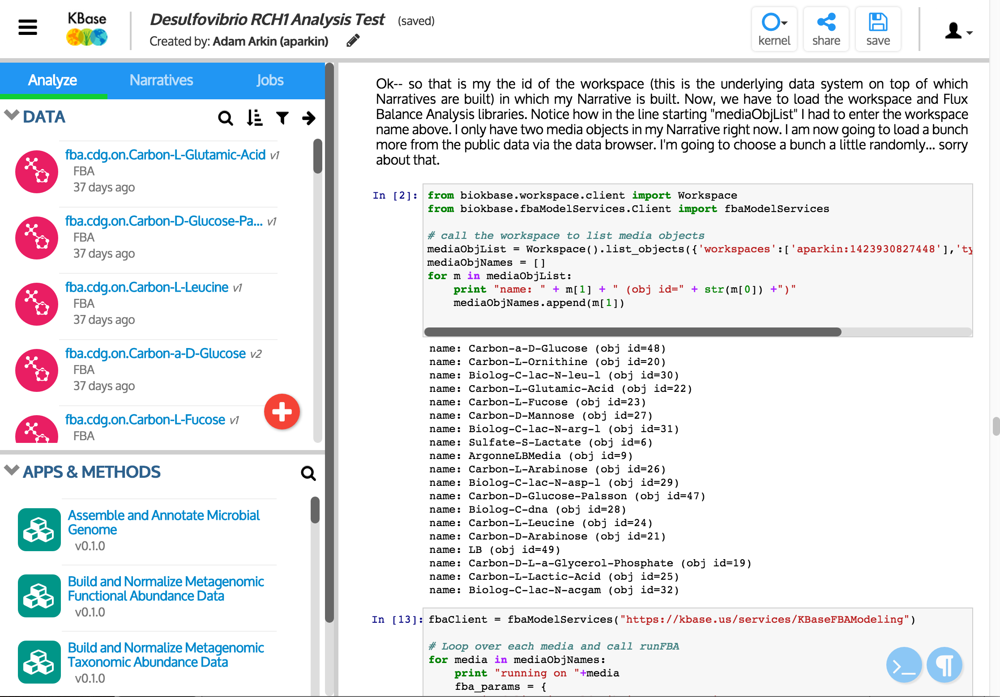 KBase
Desulfovibrio RCH1 Analysis Test (saved)
Created by: Adam Arkin (aparkin)
kernel
share
save
Analyze
Narratives
Jobs
DATA
fba.cdg.on.Carbon-L-Glutamic-Acid v1
FBA
37 days ago
fba.cdg.on.Carbon-D-Glucose-Pa... v1
FBA
37 days ago
fba.cdg.on.Carbon-L-Leucine v1
FBA
37 days ago
fba.cdg.on.Carbon-a-D-Glucose v2
FBA
37 days ago
fba.cdg.on.Carbon-L-Fucose v1
FBA
APPS & METHODS
Assemble and Annotate Microbial
Genome
v0.1.0
Build and Normalize Metagenomic
Functional Abundance Data
v0.1.0
Build and Normalize Metagenomic
Taxonomic Abundance Data
v0.1.0
Ok-- so that is my the id of the workspace (this is the underlying data system on top of which
Narratives are built) in which my Narrative is built. Now, we have to load the workspace and Flux
Balance Analysis libraries. Notice how in the line starting "mediaObjList" I had to enter the workspace
name above. I only have two media objects in my Narrative right now. I am now going to load a bunch
more from the public data via the data browser. I'm going to choose a bunch a little randomly... sorry
about that.
In [2]:
from biokbase.workspace.client import Workspace
from biokbase.fbaModelServices.Client import fbaModelServices
# call the workspace to list media objects
mediaObjList = Workspace().list_objects({'workspaces':['aparkin:1423930827448'],'ty
mediaObjNames = []
for m in mediaObjList:
    print "name: " + m[1] + " (obj id=" + str(m[0]) +")"
    mediaObjNames.append(m[1])
name: Carbon-a-D-Glucose (obj id=48)
name: Carbon-L-Ornithine (obj id=20)
name: Biolog-C-lac-N-leu-l (obj id=30)
name: Carbon-L-Glutamic-Acid (obj id=22)
name: Carbon-L-Fucose (obj id=23)
name: Carbon-D-Mannose (obj id=27)
name: Biolog-C-lac-N-arg-l (obj id=31)
name: Sulfate-S-Lactate (obj id=6)
name: ArgonneLBMedia (obj id=9)
name: Carbon-L-Arabinose (obj id=26)
name: Biolog-C-lac-N-asp-l (obj id=29)
name: Carbon-D-Glucose-Palsson (obj id=47)
name: Biolog-C-dna (obj id=28)
name: Carbon-L-Leucine (obj id=24)
name: Carbon-D-Arabinose (obj id=21)
name: LB (obj id=49)
name: Carbon-D-L-a-Glycerol-Phosphate (obj id=19)
name: Carbon-L-Lactic-Acid (obj id=25)
name: Biolog-C-lac-N-acgam (obj id=32)
In [13]:
fbaClient = fbaModelServices("https://kbase.us/services/KBaseFBAModeling")
# Loop over each media and call runFBA
for media in mediaObjNames:
    print "running on "+media
    fba_params = {